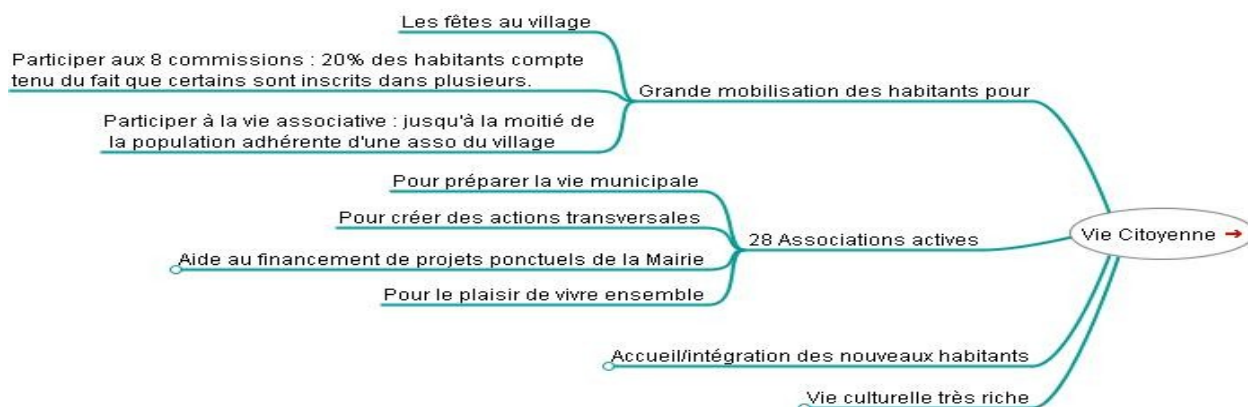 Les fêtes au village
Participer aux 8 commissions : 20% des habitants compte
tenu du fait que certains sont inscrits dans plusieurs.
Grande mobilisation des habitants pour
Participer à la vie associative : jusqu'à la moitié de
la population adhérente d'une asso du village
Pour préparer la vie municipale
Pour créer des actions transversales
28 Associations actives
Vie Citoyenne
Aide au financement de projets ponctuels de la Mairie
Pour le plaisir de vivre ensemble
Accueil/intégration des nouveaux habitants
Vie culturelle très riche